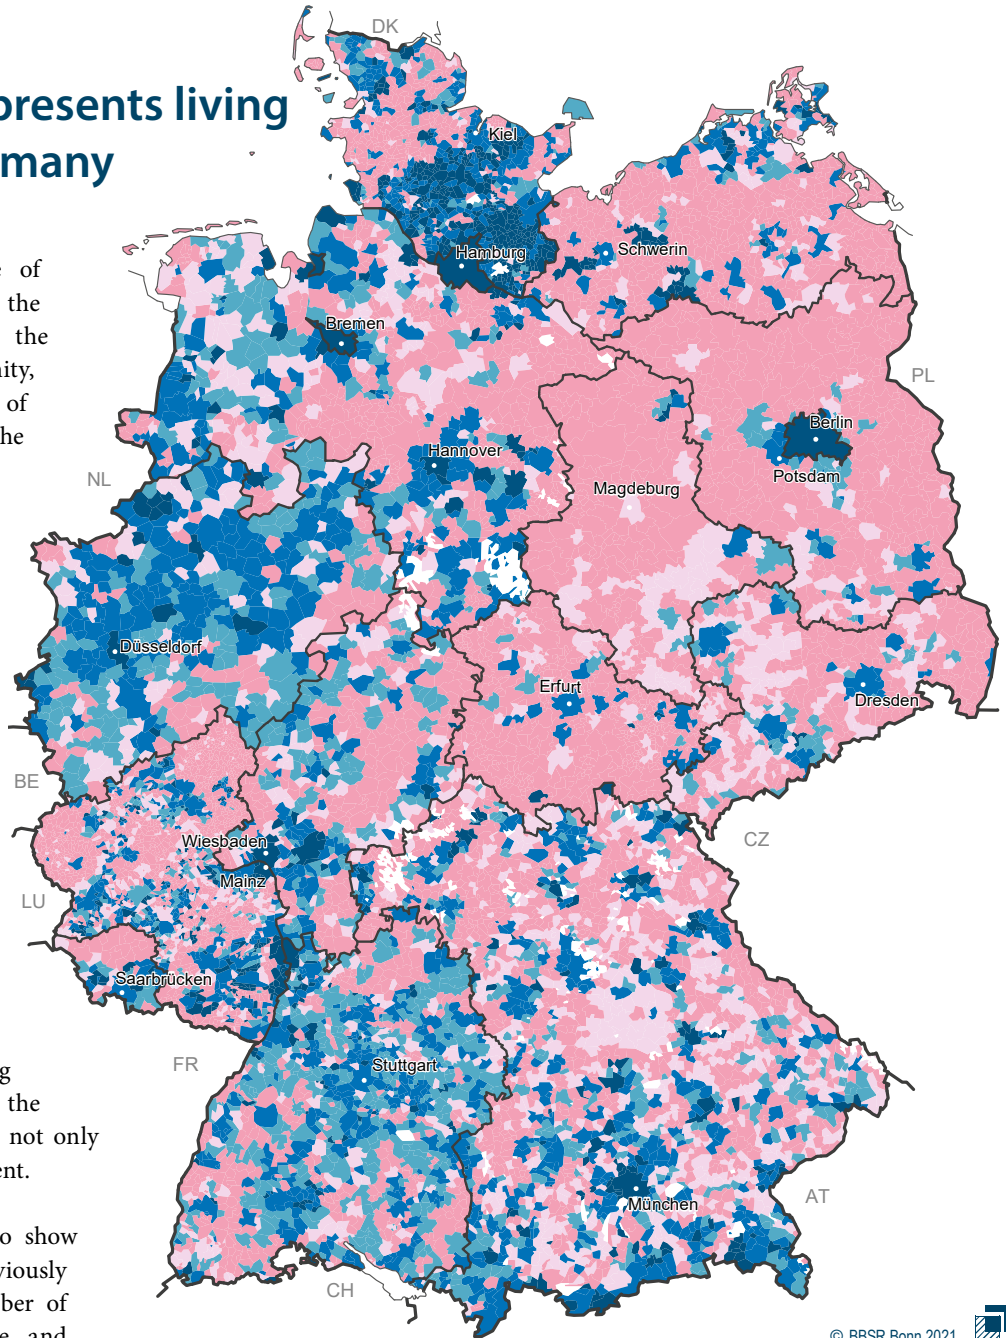 presents living
many
of
the
the
nity,
of
he
g
the
not only
ent.
o show
viously
ber of
e and
DK
Kiel
Hamburg
Schwerin
Bremen
PL
Berlin
Hannover
NL
Potsdam
Magdeburg
Düsseldorf
Erfurt
Dresden
BE
Wiesbaden
CZ
Mainz
LU
Saarbrücken
FR
Stuttgart
AT
München
CH
© BBSR Bonn 2021